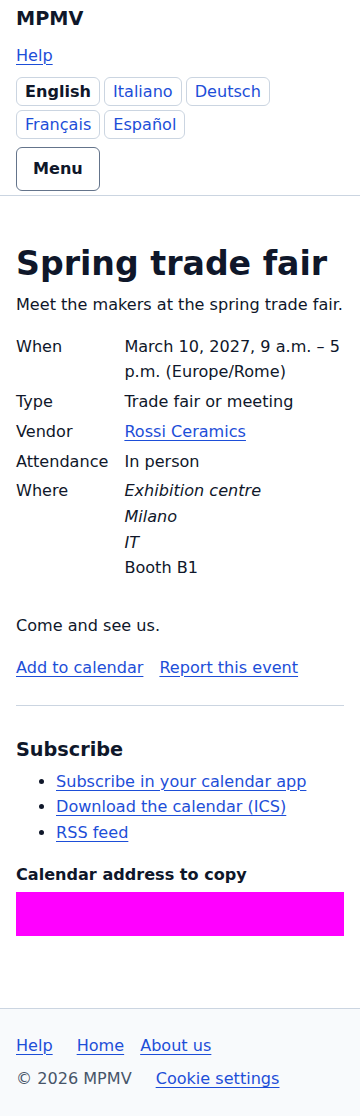 MPMV
Help
English Italiano Deutsch
Français Español
Menu
Spring trade fair
Meet the makers at the spring trade fair.
When March 10, 2027, 9 a.m. – 5
p.m. (Europe/Rome)
Type Trade fair or meeting
Vendor Rossi Ceramics
Attendance In person
Where Exhibition centre
Milano
IT
Booth B1
Come and see us.
Add to calendar Report this event
Subscribe
Subscribe in your calendar app
Download the calendar (ICS)
RSS feed
Calendar address to copy
Help Home About us
© 2026 MPMV Cookie settings